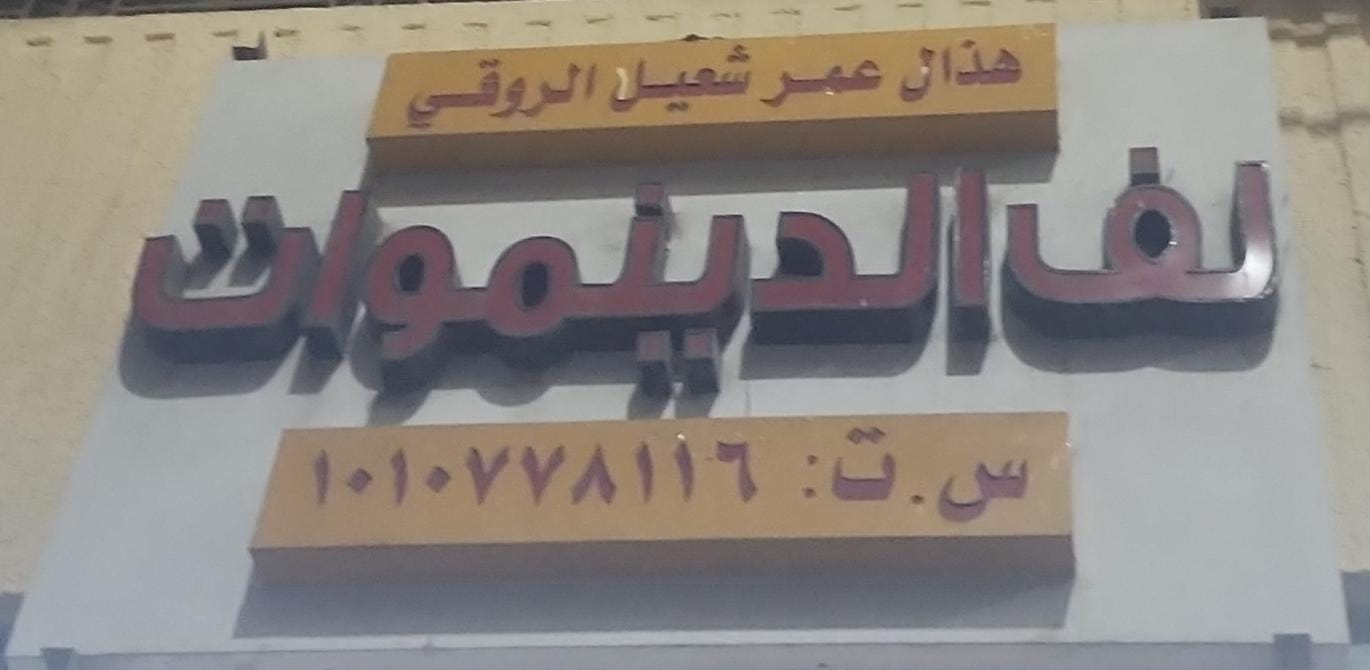 هذال عمر شعيل الروقي
لف الدينموات
س.ت: ١٠١٠٧٧٨١١٦